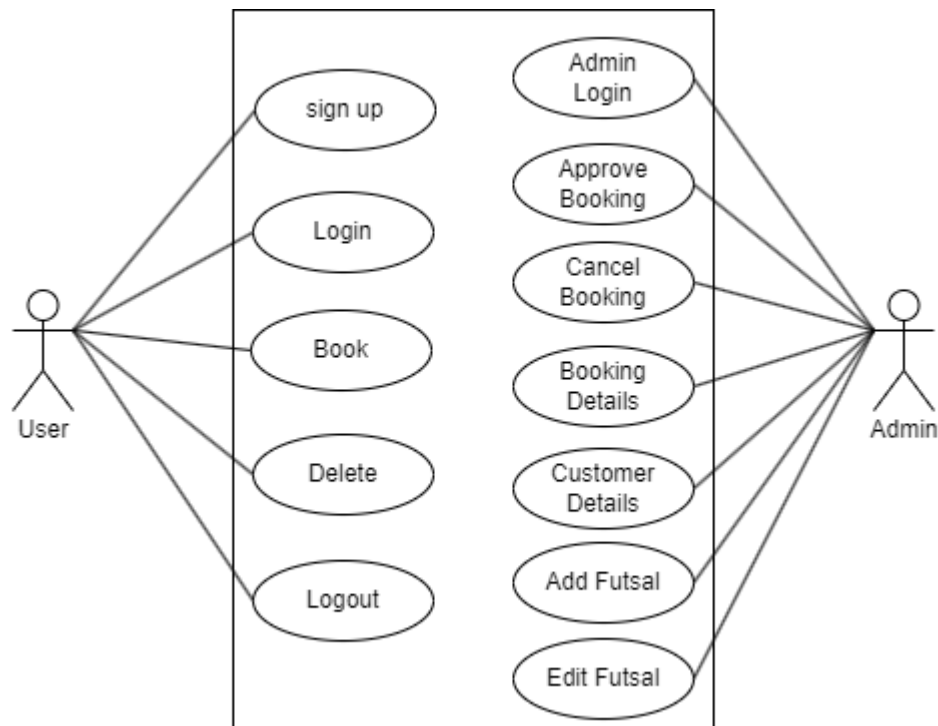 sign up
Login
Book
Delete
Logout
User
Admin
Login
Approve
Booking
Cancel
Booking
Booking
Details
Customer
Details
Add Futsal
Edit Futsal
Admin